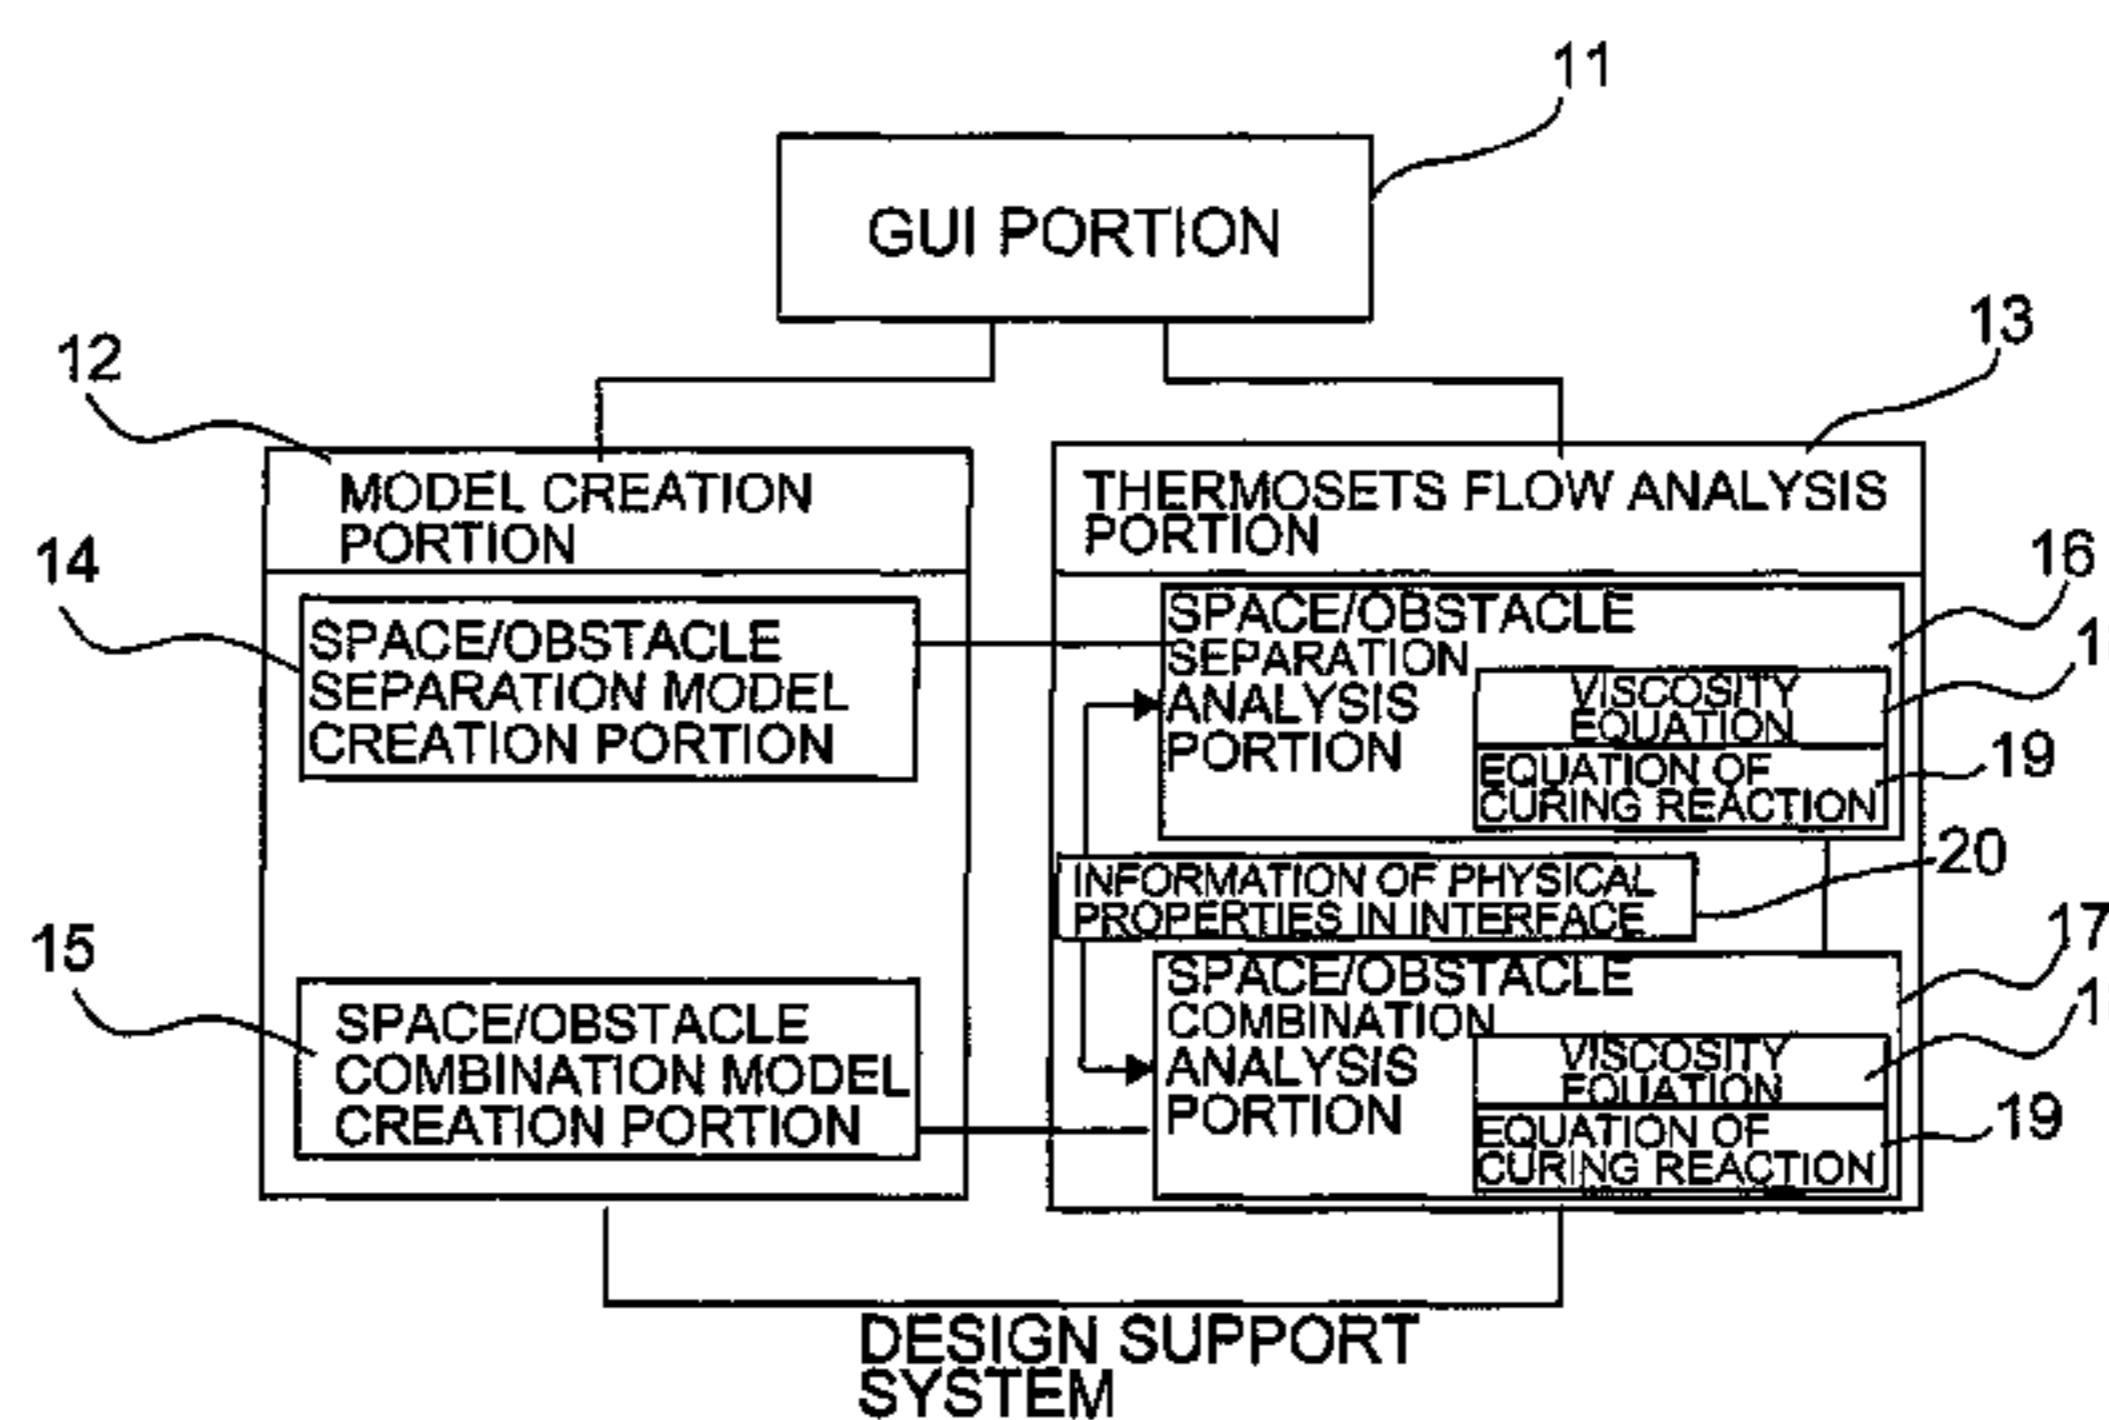 11
GUI PORTION
12
13
MODEL CREATION
PORTION
THERMOSETS FLOW ANALYSIS
PORTION
14
SPACE/OBSTACLE
SEPARATION MODEL
CREATION PORTION
16
SPACE/OBSTACLE
SEPARATION
ANALYSIS
PORTION
VISCOSITY
EQUATION
EQUATION OF
CURING REACTION
19
INFORMATION OF PHYSICAL
PROPERTIES IN INTERFACE
20
15
SPACE/OBSTACLE
COMBINATION MODEL
CREATION PORTION
17
SPACE/OBSTACLE
COMBINATION
ANALYSIS
PORTION
VISCOSITY
EQUATION
EQUATION OF
CURING REACTION
19
DESIGN SUPPORT
SYSTEM